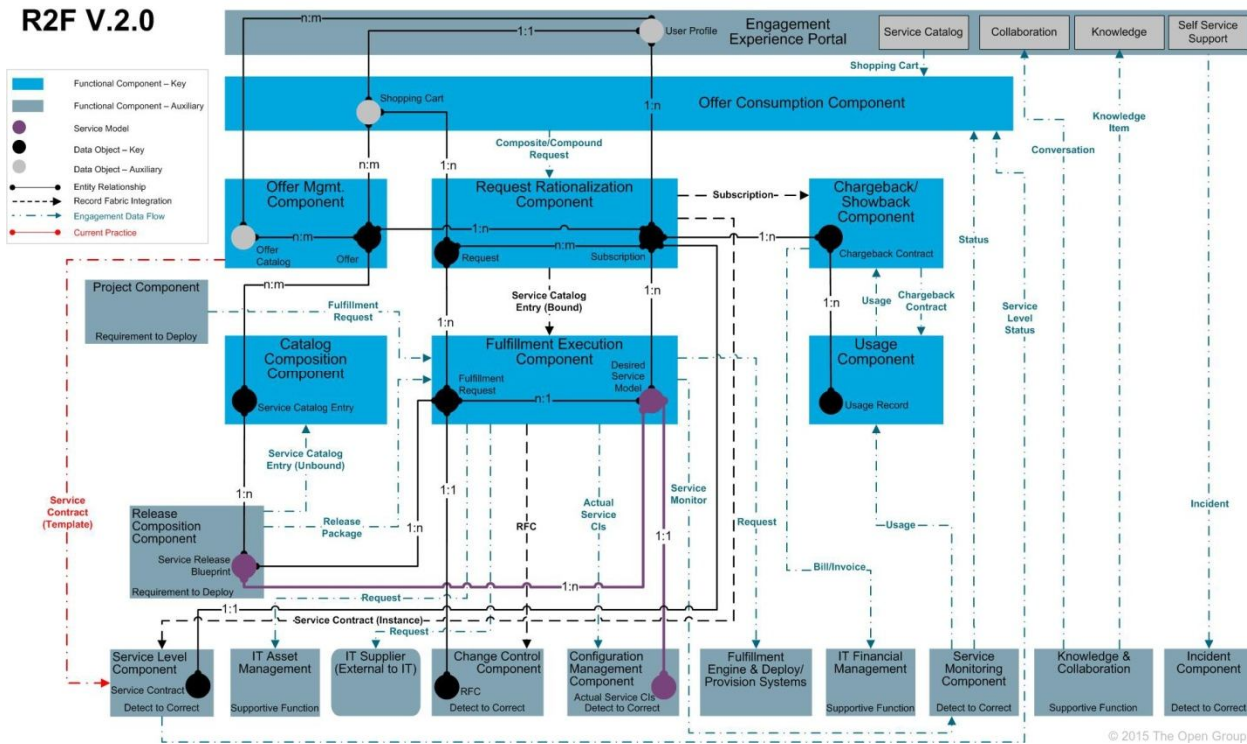 R2F V.2.0
Functional Component – Key
Functional Component – Auxiliary
Service Model
Data Object - Key
Data Object - Auxiliary
Entity Relationship
Record Fabric Integration
Engagement Data Flow
Current Practice
Engagement
Experience Portal
User Profile
Service Catalog
Collaboration
Knowledge
Self Service
Support
n:m
1:1
Shopping Cart
Shopping Cart
Offer Consumption Component
1:n
Knowledge
Item
Composite/Compound
Request
Conversation
1:n
n:m
Offer Mgmt.
Component
Request Rationalization
Component
Subscription
Chargeback/
Showback
Component
1:n
n:m
n:m
1:n
Offer
Catalog
Offer
Request
Subscription
Chargeback Contract
Status
n:m
Project Component
Requirement to Deploy
Fulfillment
Request
1:n
Service Catalog
Entry (Bound)
1:n
Usage
Chargeback
Contract
1:n
Service
Level
Status
Catalog
Composition
Component
Service Catalog Entry
Fulfillment Execution
Component
Fulfillment
Request
n:1
Desired
Service
Model
Usage
Component
Usage Record
Service Catalog
Entry (Unbound)
1:n
1:1
Service
Contract
(Template)
Release
Composition
Component
Service Release
Blueprint
Requirement to Deploy
Release
Package
1:n
RFC
Actual
Service
CIs
Service
Monitor
1:1
Request
Usage
Incident
Bill/Invoice
1:n
1:1
Request
Service Contract (Instance)
Request
Service Level
Component
Service Contract
Detect to Correct
IT Asset
Management
Supportive Function
IT Supplier
(External to IT)
Change Control
Component
RFC
Detect to Correct
Configuration
Management
Component
Actual Service CIs
Detect to Correct
Fulfillment
Engine & Deploy/
Provision Systems
IT Financial
Management
Supportive Function
Service
Monitoring
Component
Detect to Correct
Knowledge &
Collaboration
Supportive Function
Incident
Component
Detect to Correct
© 2015 The Open Group